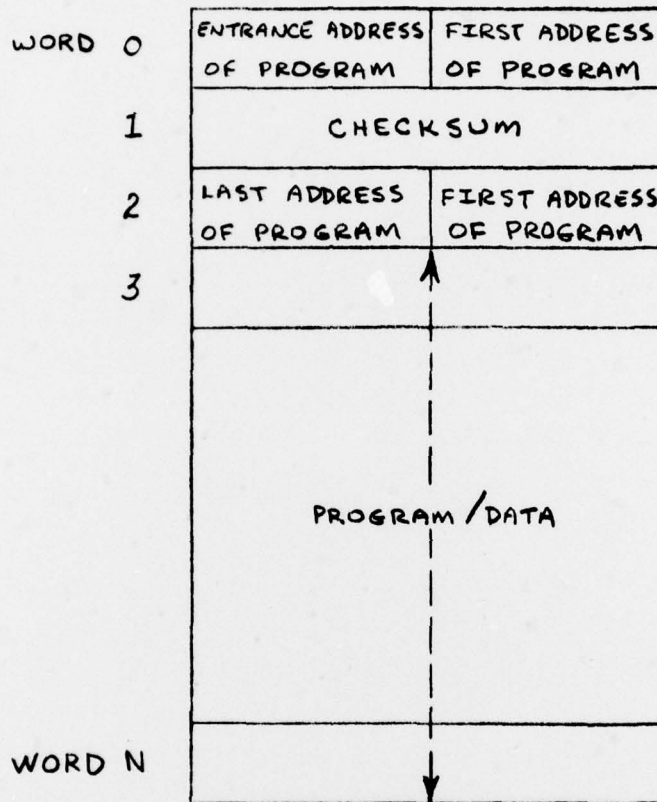 WORD 0
ENTRANCE ADDRESS
OF PROGRAM
FIRST ADDRESS
OF PROGRAM
1
CHECKSUM
2
LAST ADDRESS
OF PROGRAM
FIRST ADDRESS
OF PROGRAM
3
PROGRAM/DATA
WORD N